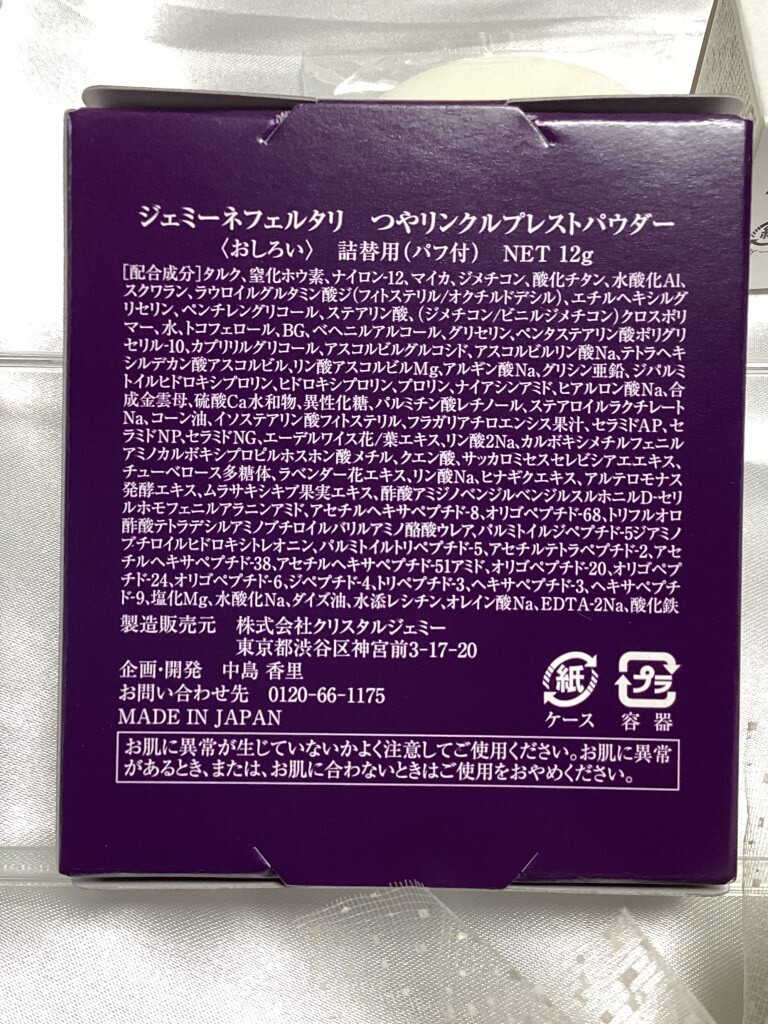 ジェミーネフェルタリ　つやリンクルプレストパウダー
〈おしろい〉　詰替用（パフ付）　NET 12g
［配合成分］タルク、窒化ホウ素、ナイロン-12、マイカ、ジメチコン、酸化チタン、水酸化Al、
スクワラン、ラウロイルグルタミン酸ジ（フィトステリル/オクチルドデシル）、エチルヘキシルグ
リセリン、ペンチレングリコール、ステアリン酸、（ジメチコン/ビニルジメチコン）クロスポリ
マー、水、トコフェロール、BG、ベヘニルアルコール、グリセリン、ペンタステアリン酸ポリグリ
セリル-10、カプリリルグリコール、アスコルビルグルコシド、アスコルビルリン酸Na、テトラヘキ
シルデカン酸アスコルビル、リン酸アスコルビルMg、アルギン酸Na、グリシン亜鉛、ジパルミ
トイルヒドロキシプロリン、ヒドロキシプロリン、プロリン、ナイアシンアミド、ヒアルロン酸Na、合
成金雲母、硫酸Ca水和物、異性化糖、パルミチン酸レチノール、ステアロイルラクチレート
Na、コーン油、イソステアリン酸フィトステリル、フラガリアチロエンシス果汁、セラミドAP、セ
ラミドNP、セラミドNG、エーデルワイス花/葉エキス、リン酸2Na、カルボキシメチルフェニル
アミノカルボキシプロピルホスホン酸メチル、クエン酸、サッカロミセスセレビシアエエキス、
チューベロース多糖体、ラベンダー花エキス、リン酸Na、ヒナギクエキス、アルテロモナス
発酵エキス、ムラサキシキブ果実エキス、酢酸アミジノベンジルベンジルスルホニルD-セリ
ルホモフェニルアラニンアミド、アセチルヘキサペプチド-8、オリゴペプチド-68、トリフルオロ
酢酸テトラデシルアミノブチロイルバリルアミノ酪酸ウレア、パルミトイルジペプチド-5ジアミノ
ブチロイルヒドロキシトレオニン、パルミトイルトリペプチド-5、アセチルテトラペプチド-2、アセ
チルヘキサペプチド-38、アセチルヘキサペプチド-51アミド、オリゴペプチド-20、オリゴペプ
チド-24、オリゴペプチド-6、ジペプチド-4、トリペプチド-3、ヘキサペプチド-3、ヘキサペプチ
ド-9、塩化Mg、水酸化Na、ダイズ油、水添レシチン、オレイン酸Na、EDTA-2Na、酸化鉄
製造販売元　株式会社クリスタルジェミー
東京都渋谷区神宮前3-17-20
企画・開発　中島 香里
お問い合わせ先　0120-66-1175
MADE IN JAPAN
紙
プラ
ケース　容 器
お肌に異常が生じていないかよく注意してご使用ください。お肌に異常
があるとき、または、お肌に合わないときはご使用をおやめください。